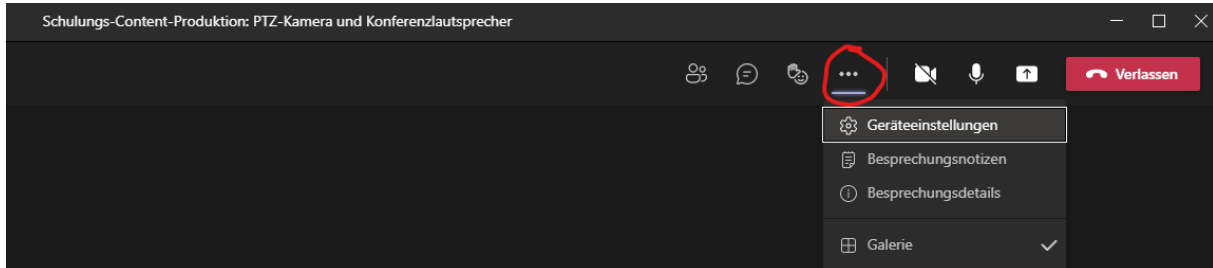 Schulungs-Content-Produktion: PTZ-Kamera und Konferenzlautsprecher
Verlassen
Geräteeinstellungen
Besprechungsnotizen
Besprechungsdetails
Galerie